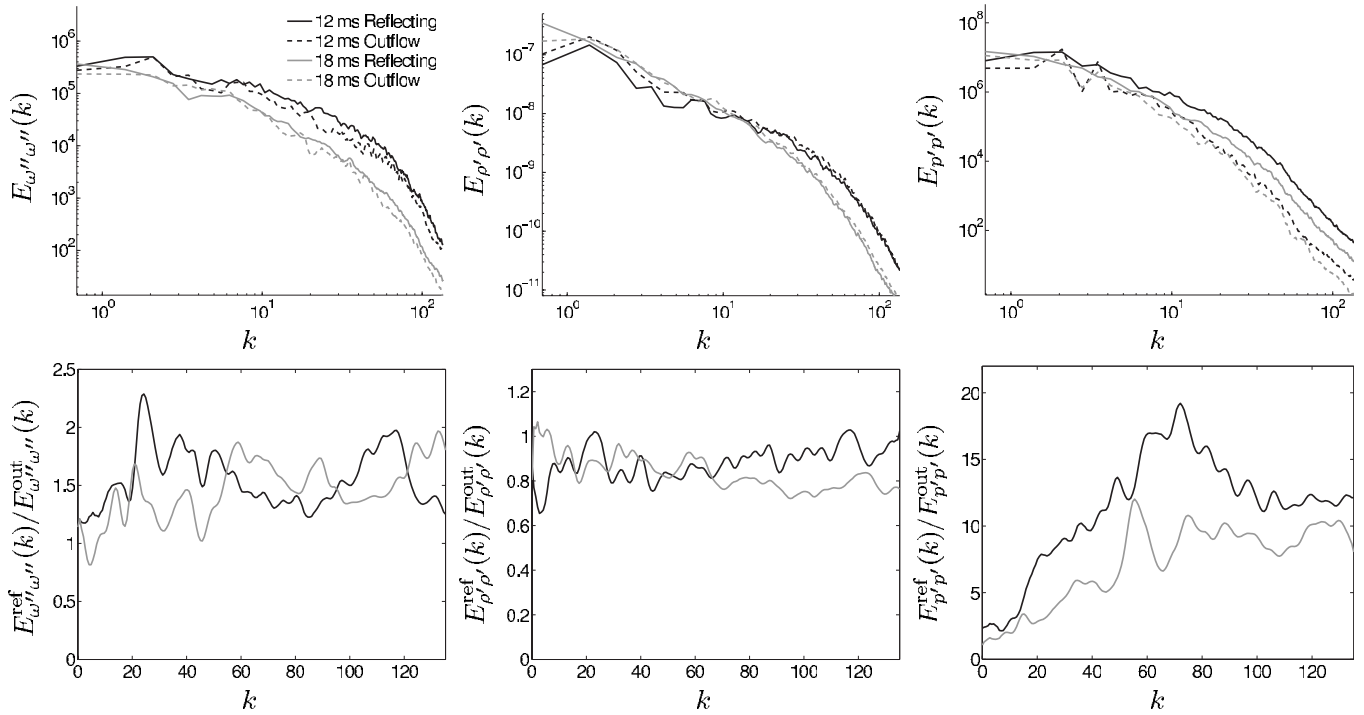 12 ms Reflecting
12 ms Outflow
18 ms Reflecting
18 ms Outflow
E_{ω''ω''}(k)
10^6
10^5
10^4
10^3
10^2
10^0 10^1 10^2
k
E_{ρ'ρ'}(k)
10^{-7}
10^{-8}
10^{-9}
10^{-10}
10^{-11}
10^0 10^1 10^2
k
E_{p'p'}(k)
10^8
10^6
10^4
10^2
10^0
10^0 10^1 10^2
k
E^{ref}_{ω''ω''}(k)/E^{out}_{ω''ω''}(k)
2.5
2
1.5
1
0.5
0
0 20 40 60 80 100 120
k
E^{ref}_{ρ'ρ'}(k)/E^{out}_{ρ'ρ'}(k)
1.2
1
0.8
0.6
0.4
0.2
0
0 20 40 60 80 100 120
k
E^{ref}_{p'p'}(k)/E^{out}_{p'p'}(k)
20
15
10
5
0
0 20 40 60 80 100 120
k